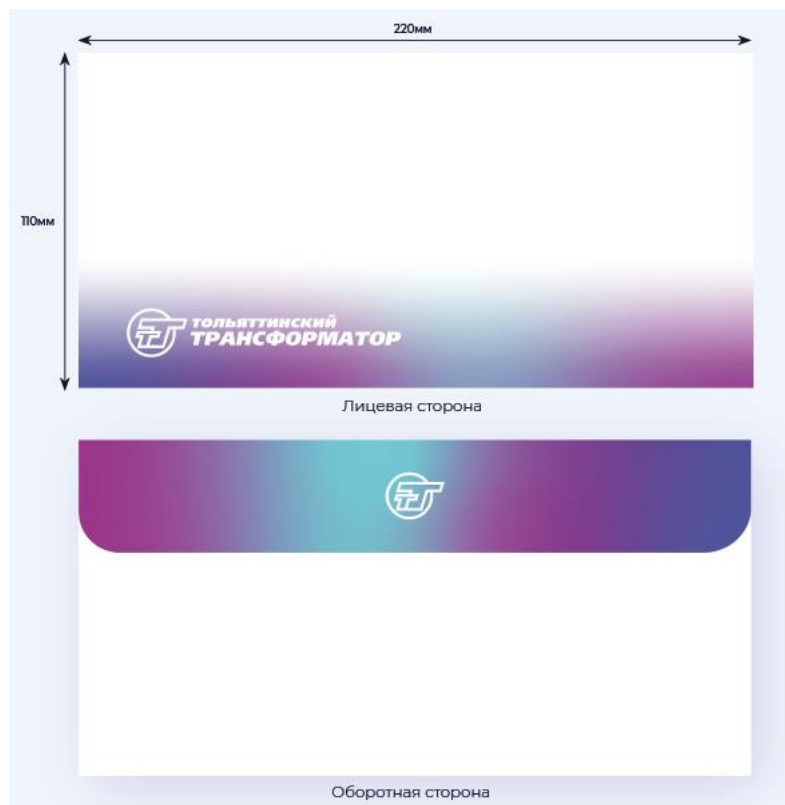 220мм
110мм
ТОЛЬЯТТИНСКИЙ
ТРАНСФОРМАТОР
Лицевая сторона
Оборотная сторона